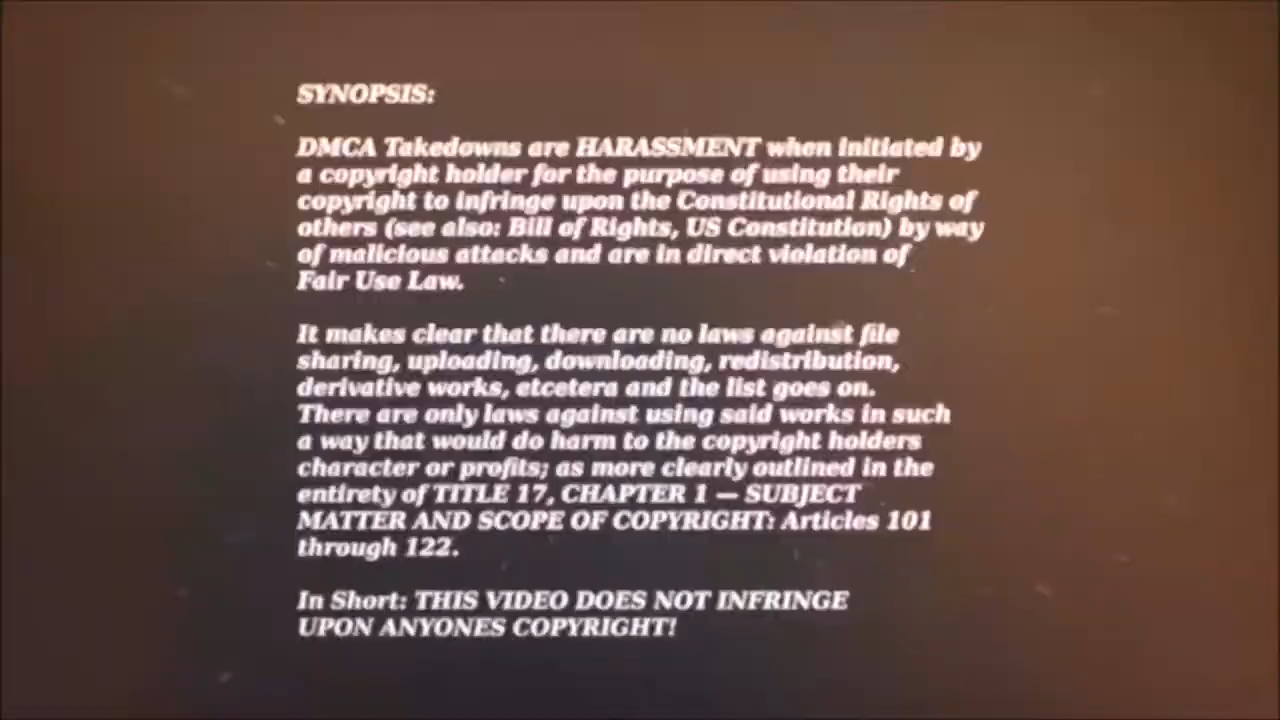 SYNOPSIS:
DMCA Takedowns are HARASSMENT when initiated by
a copyright holder for the purpose of using their
copyright to infringe upon the Constitutional Rights of
others (see also: Bill of Rights, US Constitution) by way
of malicious attacks and are in direct violation of
Fair Use Law.
It makes clear that there are no laws against file
sharing, uploading, downloading, redistribution,
derivative works, etcetera and the list goes on.
There are only laws against using said works in such
a way that would do harm to the copyright holders
character or profits; as more clearly outlined in the
entirety of TITLE 17, CHAPTER 1 — SUBJECT
MATTER AND SCOPE OF COPYRIGHT: Articles 101
through 122.
In Short: THIS VIDEO DOES NOT INFRINGE
UPON ANYONES COPYRIGHT!